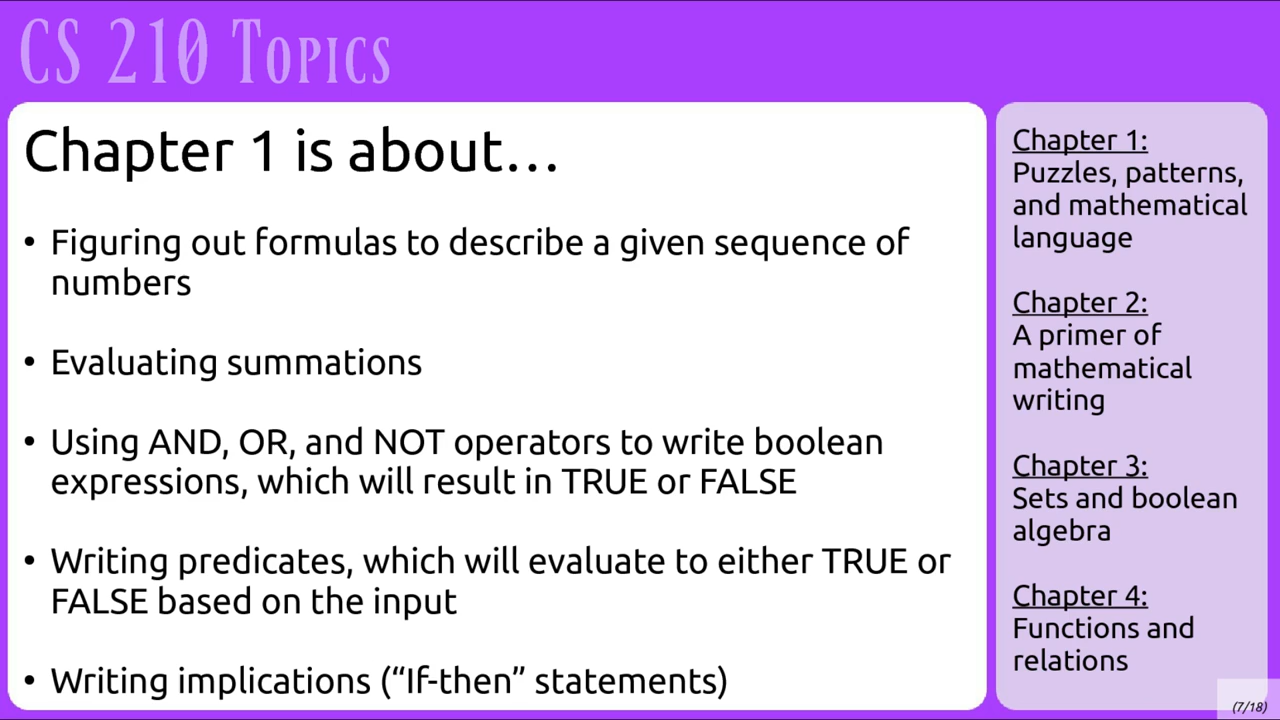 CS 210 Topics
Chapter 1 is about…
• Figuring out formulas to describe a given sequence of
numbers
• Evaluating summations
• Using AND, OR, and NOT operators to write boolean
expressions, which will result in TRUE or FALSE
• Writing predicates, which will evaluate to either TRUE or
FALSE based on the input
• Writing implications (“If-then” statements)
Chapter 1:
Puzzles, patterns,
and mathematical
language
Chapter 2:
A primer of
mathematical
writing
Chapter 3:
Sets and boolean
algebra
Chapter 4:
Functions and
relations
(7/18)